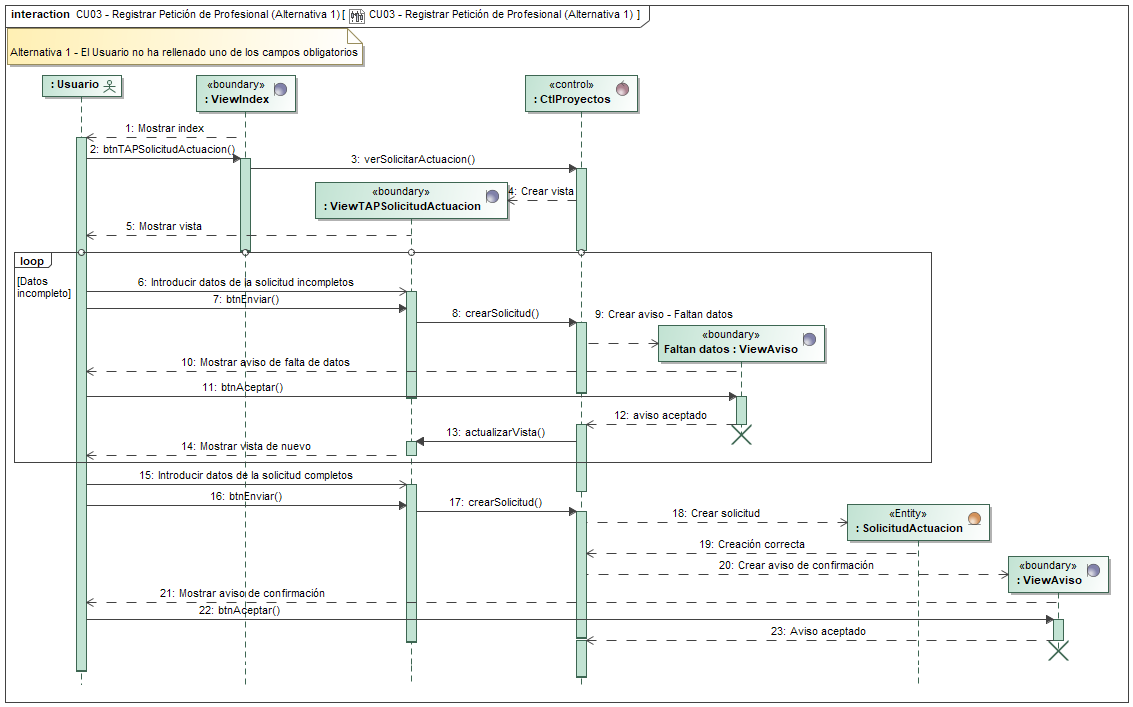 interaction CU03 - Registrar Petición de Profesional (Alternativa 1) [ CU03 - Registrar Petición de Profesional (Alternativa 1) ]
Alternativa 1 - El Usuario no ha rellenado uno de los campos obligatorios
: Usuario
«boundary»
: ViewIndex
«control»
: CtlProyectos
1: Mostrar index
2: btnTAPSolicitudActuacion()
3: verSolicitarActuacion()
«boundary»
: ViewTAPSolicitudActuacion
4: Crear vista
5: Mostrar vista
loop
[Datos
incompleto]
6: Introducir datos de la solicitud incompletos
7: btnEnviar()
8: crearSolicitud()
9: Crear aviso - Faltan datos
«boundary»
Faltan datos : ViewAviso
10: Mostrar aviso de falta de datos
11: btnAceptar()
12: aviso aceptado
13: actualizarVista()
14: Mostrar vista de nuevo
15: Introducir datos de la solicitud completos
16: btnEnviar()
17: crearSolicitud()
18: Crear solicitud
«Entity»
: SolicitudActuacion
19: Creación correcta
20: Crear aviso de confirmación
«boundary»
: ViewAviso
21: Mostrar aviso de confirmación
22: btnAceptar()
23: Aviso aceptado